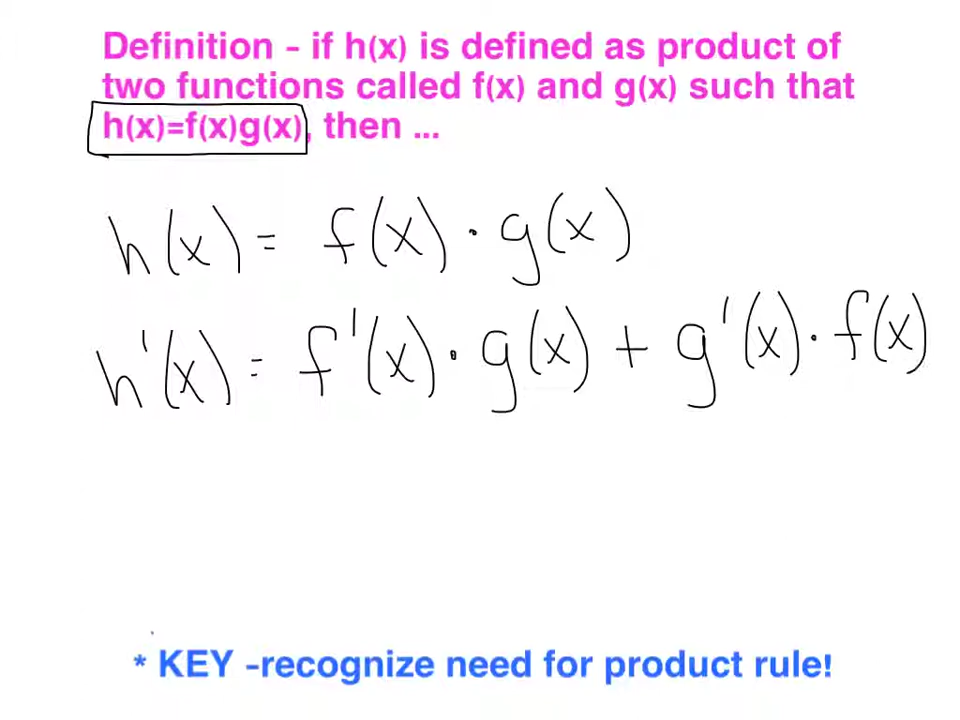 Definition - if h(x) is defined as product of
two functions called f(x) and g(x) such that
h(x)=f(x)g(x), then ...
h(x) = f(x) · g(x)
h'(x) = f'(x) · g(x) + g'(x) · f(x)
* KEY -recognize need for product rule!